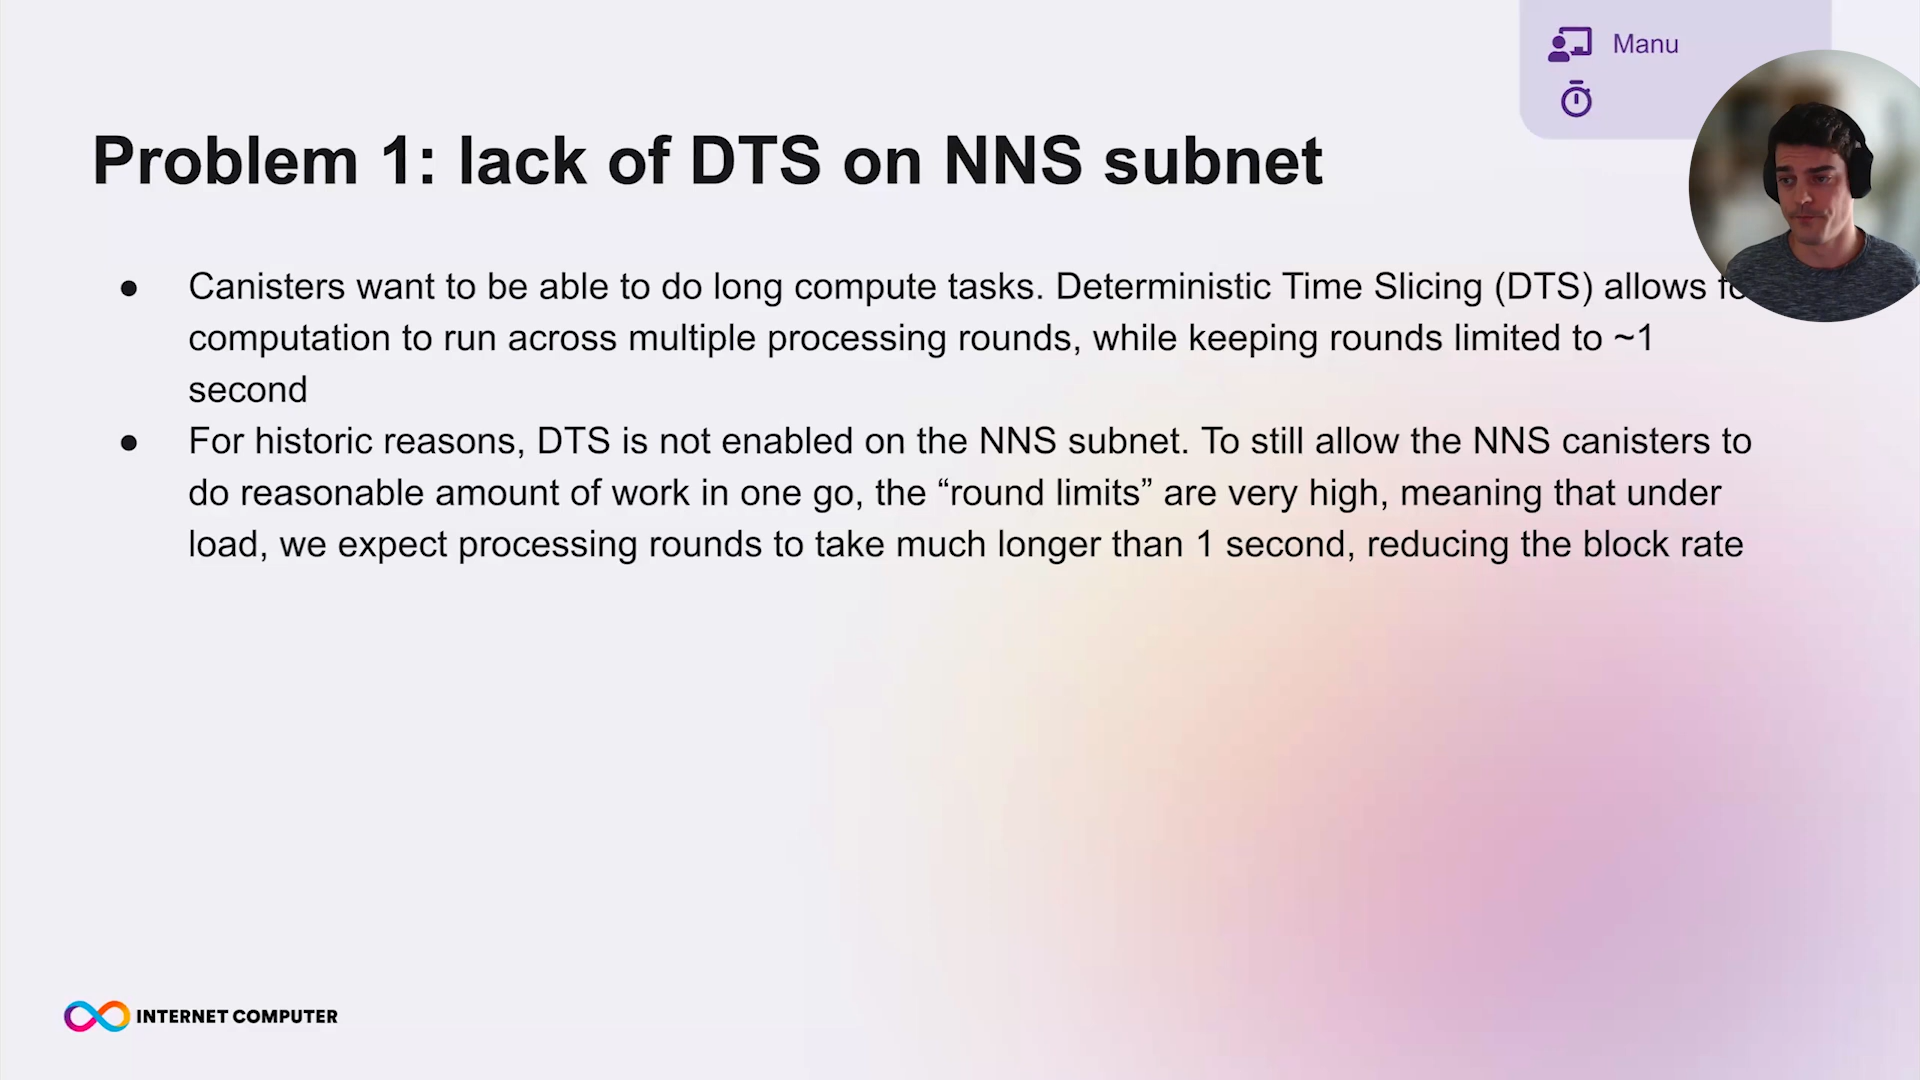 Manu
Problem 1: lack of DTS on NNS subnet
● Canisters want to be able to do long compute tasks. Deterministic Time Slicing (DTS) allows
computation to run across multiple processing rounds, while keeping rounds limited to ~1
second
● For historic reasons, DTS is not enabled on the NNS subnet. To still allow the NNS canisters to
do reasonable amount of work in one go, the “round limits” are very high, meaning that under
load, we expect processing rounds to take much longer than 1 second, reducing the block rate
INTERNET COMPUTER